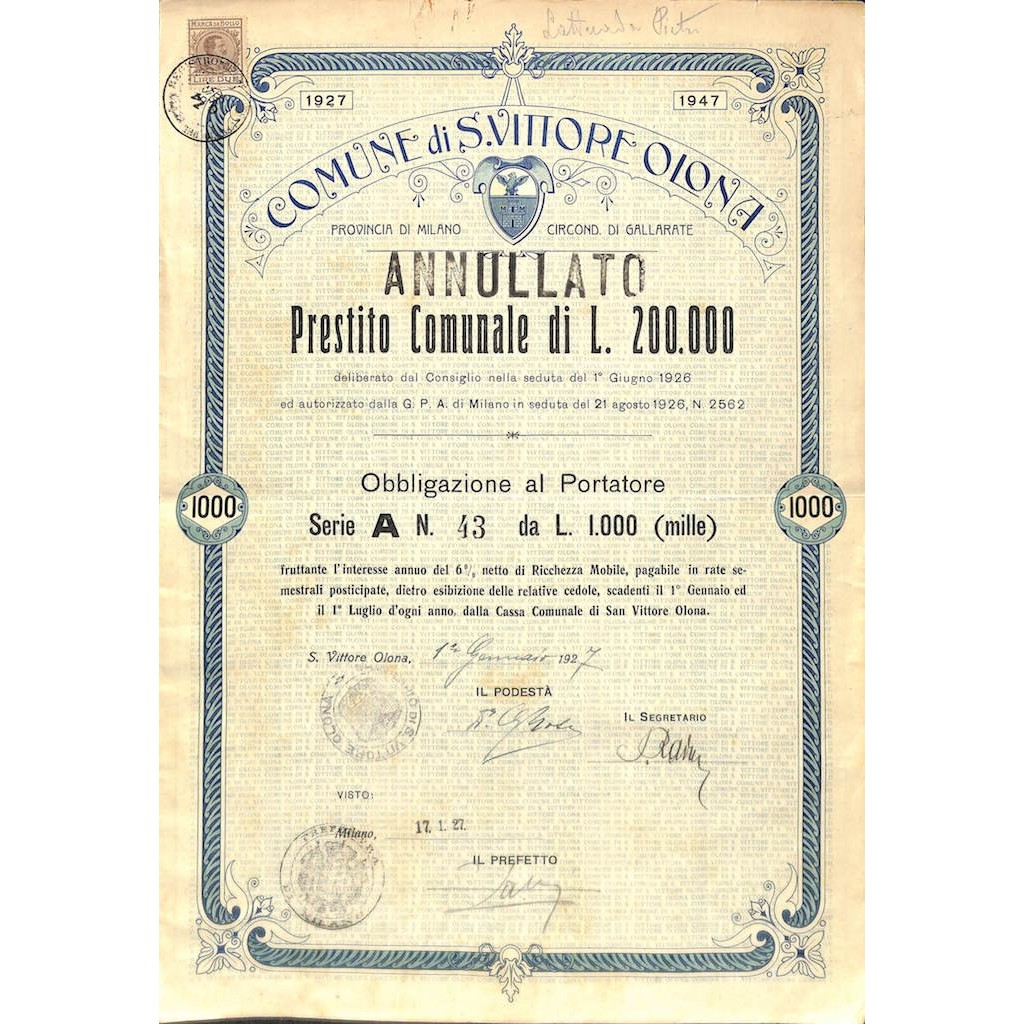 MARCA DA BOLLO
LIRE DUE
1927
1947
COMUNE di S. VITTORE OLONA
PROVINCIA DI MILANO
CIRCOND. DI GALLARATE
ANNULLATO
Prestito Comunale di L. 200.000
deliberato dal Consiglio nella seduta del 1° Giugno 1926
ed autorizzato dalla G. P. A. di Milano in seduta del 21 agosto 1926, N. 2562
Obbligazione al Portatore
1000
1000
Serie A N. 43 da L. 1.000 (mille)
fruttante l'interesse annuo del 6% netto di Ricchezza Mobile, pagabile in rate se-
mestrali posticipate, dietro esibizione delle relative cedole, scadenti il 1° Gennaio ed
il 1° Luglio d'ogni anno, dalla Cassa Comunale di San Vittore Olona.
S. Vittore Olona, 1° Gennaio 1927
IL PODESTÀ
IL SEGRETARIO
VISTO:
Milano, 17. 1. 27.
IL PREFETTO